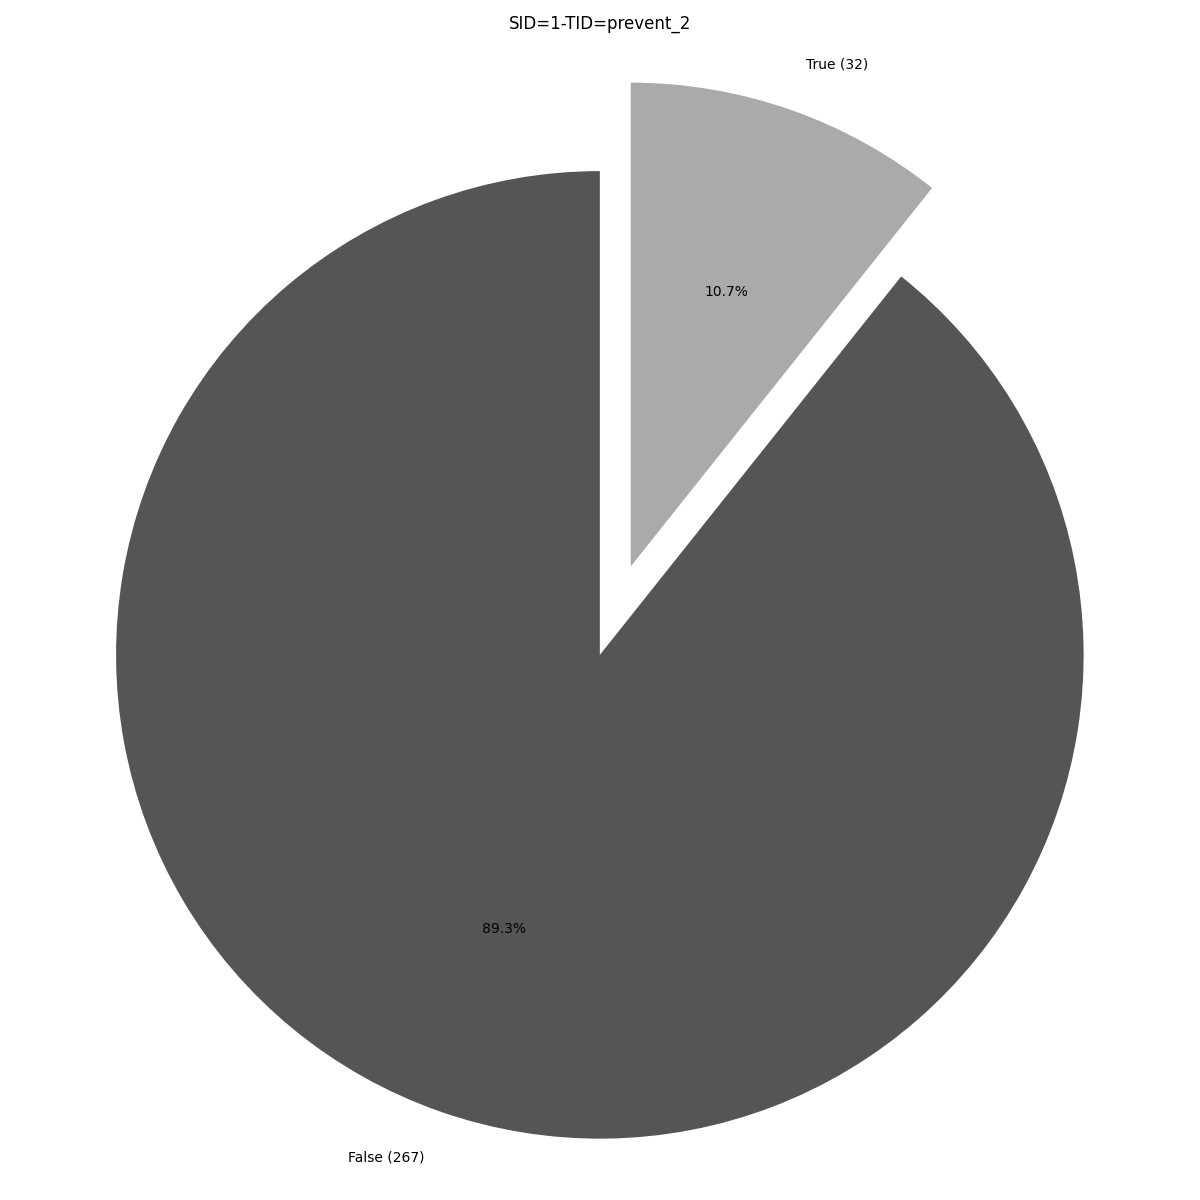 SID=1-TID=prevent_2
True (32)
10.7%
89.3%
False (267)